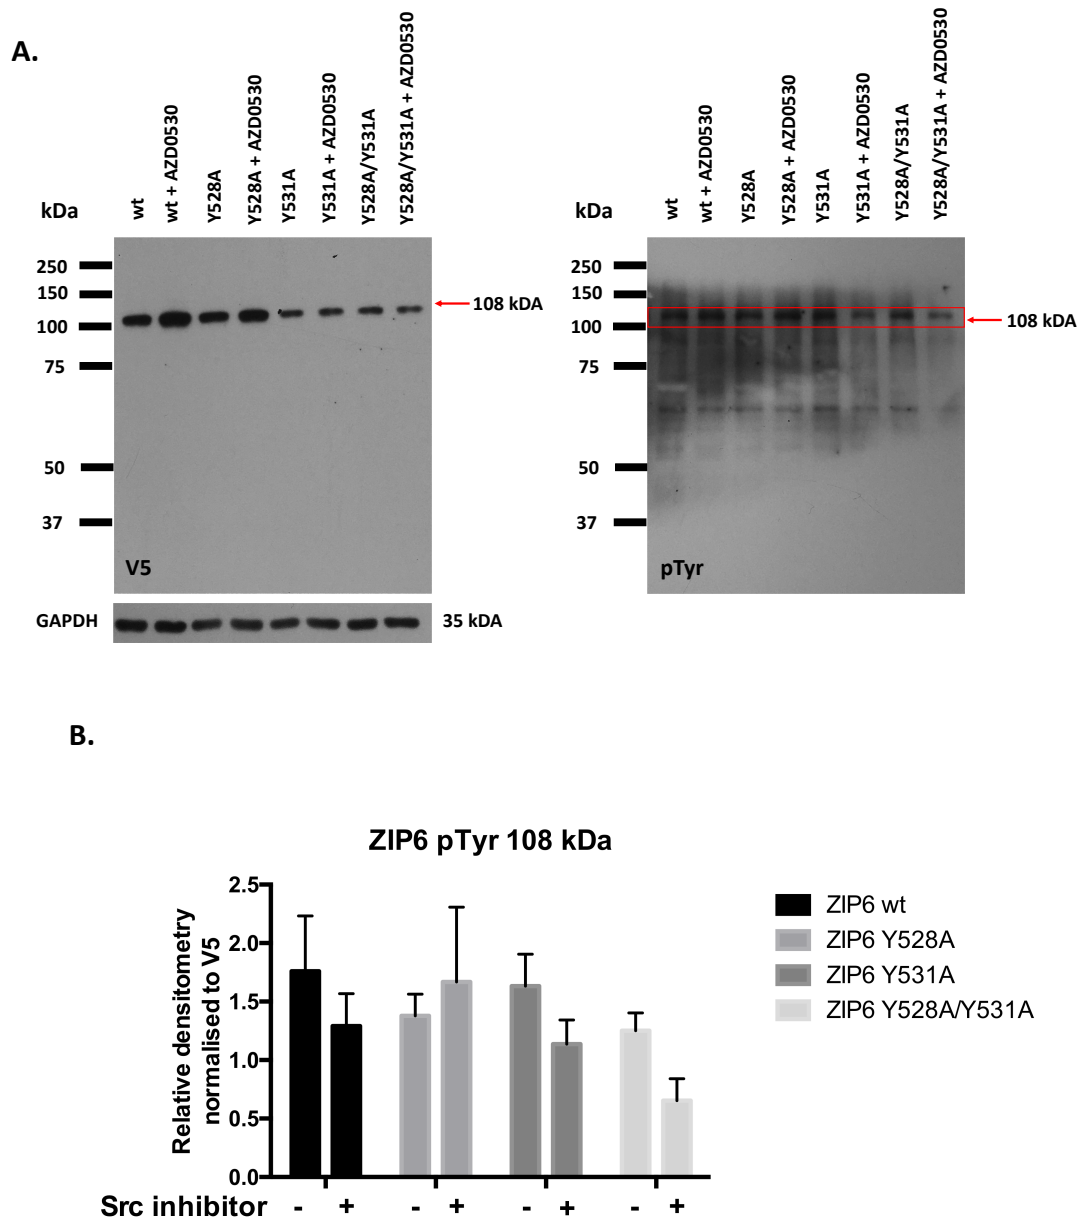 A.
wt
wt + AZD0530
Y528A
Y528A + AZD0530
Y531A
Y531A + AZD0530
Y528A/Y531A
Y528A/Y531A + AZD0530
kDa
250
150
100
75
50
37
108 kDA
V5
GAPDH
35 kDA
wt
wt + AZD0530
Y528A
Y528A + AZD0530
Y531A
Y531A + AZD0530
Y528A/Y531A
Y528A/Y531A + AZD0530
kDa
250
150
100
75
50
37
108 kDA
pTyr
B.
ZIP6 pTyr 108 kDa
Relative densitometry
normalised to V5
2.5
2.0
1.5
1.0
0.5
0.0
Src inhibitor - + - + - + - +
ZIP6 wt
ZIP6 Y528A
ZIP6 Y531A
ZIP6 Y528A/Y531A